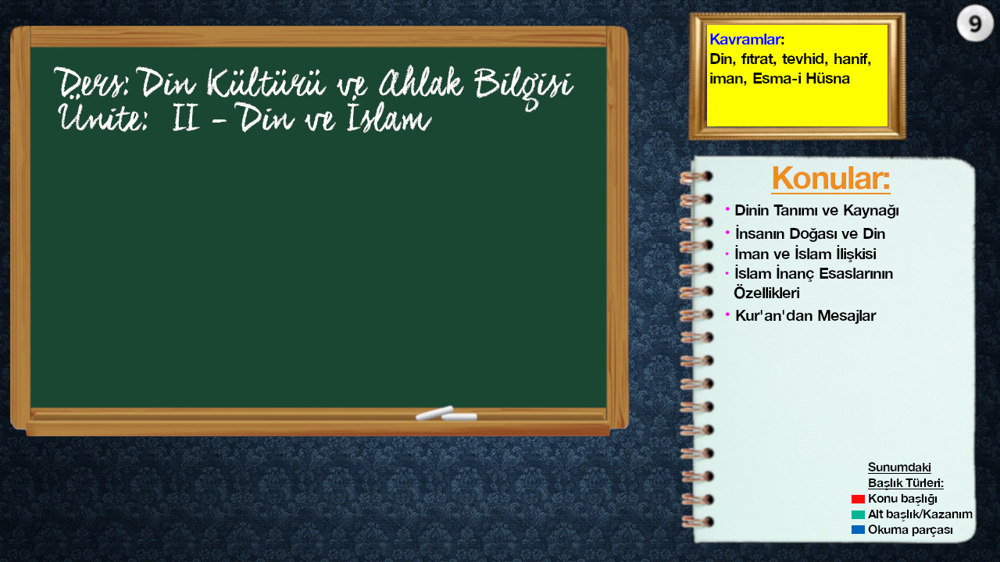 Ders: Din Kültürü ve Ahlak Bilgisi
Ünite: II - Din ve İslam
9
Kavramlar:
Din, fıtrat, tevhid, hanif,
iman, Esma-i Hüsna
Konular:
• Dinin Tanımı ve Kaynağı
• İnsanın Doğası ve Din
• İman ve İslam İlişkisi
• İslam İnanç Esaslarının
Özellikleri
• Kur'an'dan Mesajlar
Sunumdaki
Başlık Türleri:
Konu başlığı
Alt başlık/Kazanım
Okuma parçası